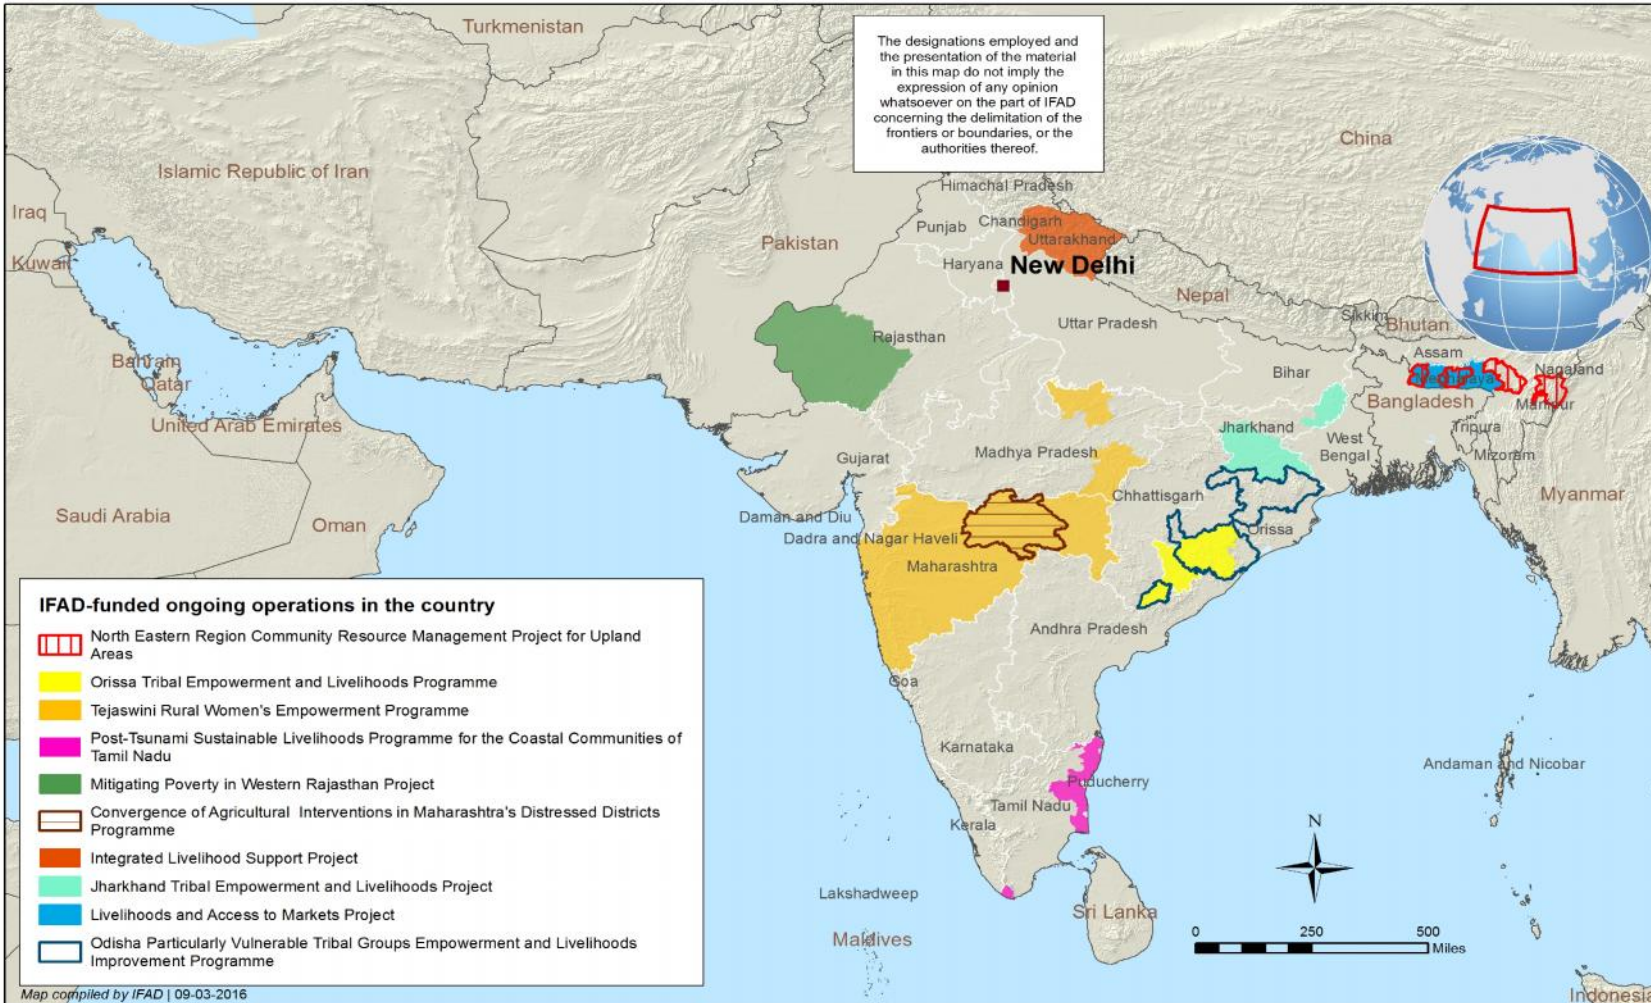 Turkmenistan
The designations employed and
the presentation of the material
in this map do not imply the
expression of any opinion
whatsoever on the part of IFAD
concerning the delimitation of the
frontiers or boundaries, or the
authorities thereof.
China
Islamic Republic of Iran
Himachal Pradesh
Iraq
Chandigarh
Punjab
Pakistan
Uttarakhand
Kuwait
Haryana
New Delhi
Nepal
Sikkim
Bhutan
Uttar Pradesh
Rajasthan
Assam
Bahrain
Nagaland
Bihar
Meghalaya
Qatar
Bangladesh
Manipur
United Arab Emirates
Jharkhand
Tripura
West
Bengal
Madhya Pradesh
Mizoram
Gujarat
Chhattisgarh
Myanmar
Saudi Arabia
Daman and Diu
Oman
Orissa
Dadra and Nagar Haveli
Maharashtra
IFAD-funded ongoing operations in the country
North Eastern Region Community Resource Management Project for Upland
Areas
Orissa Tribal Empowerment and Livelihoods Programme
Tejaswini Rural Women's Empowerment Programme
Post-Tsunami Sustainable Livelihoods Programme for the Coastal Communities of
Tamil Nadu
Mitigating Poverty in Western Rajasthan Project
Convergence of Agricultural Interventions in Maharashtra's Distressed Districts
Programme
Integrated Livelihood Support Project
Jharkhand Tribal Empowerment and Livelihoods Project
Livelihoods and Access to Markets Project
Odisha Particularly Vulnerable Tribal Groups Empowerment and Livelihoods
Improvement Programme
Andhra Pradesh
Goa
Karnataka
Andaman and Nicobar
Puducherry
Tamil Nadu
Kerala
N
Lakshadweep
Sri Lanka
Maldives
0 250 500
Miles
Map compiled by IFAD | 09-03-2016
Indonesia